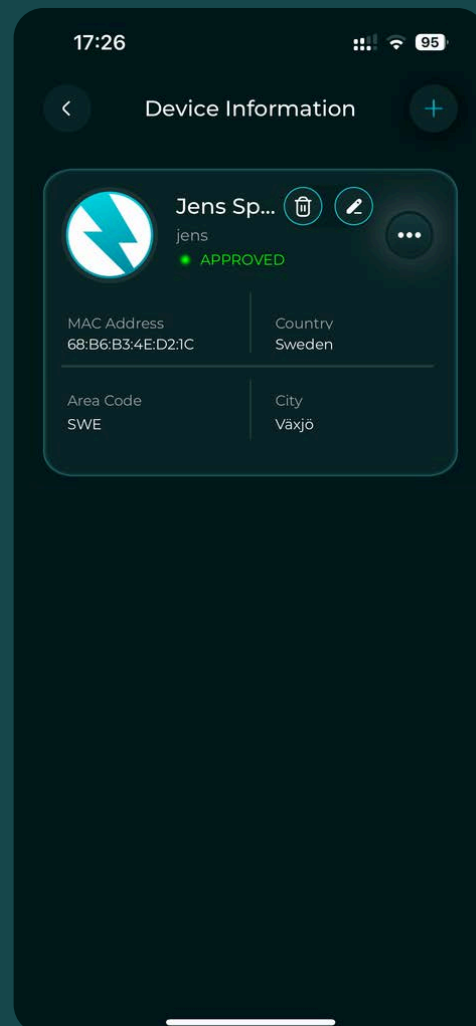 17:26 95
Device Information
Jens Sp...
jens
APPROVED
MAC Address Country
68:B6:B3:4E:D2:1C Sweden
Area Code City
SWE Växjö